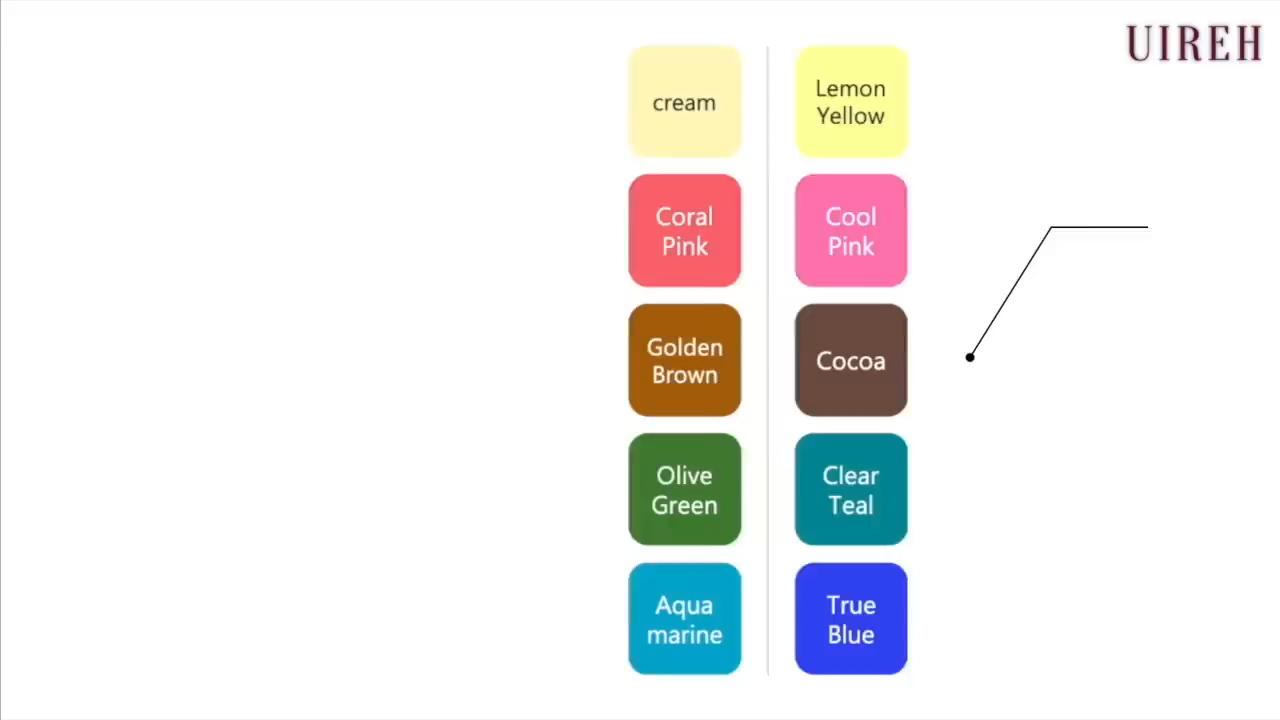 UIREH
cream
Lemon
Yellow
Coral
Pink
Cool
Pink
Golden
Brown
Cocoa
Olive
Green
Clear
Teal
Aqua
marine
True
Blue